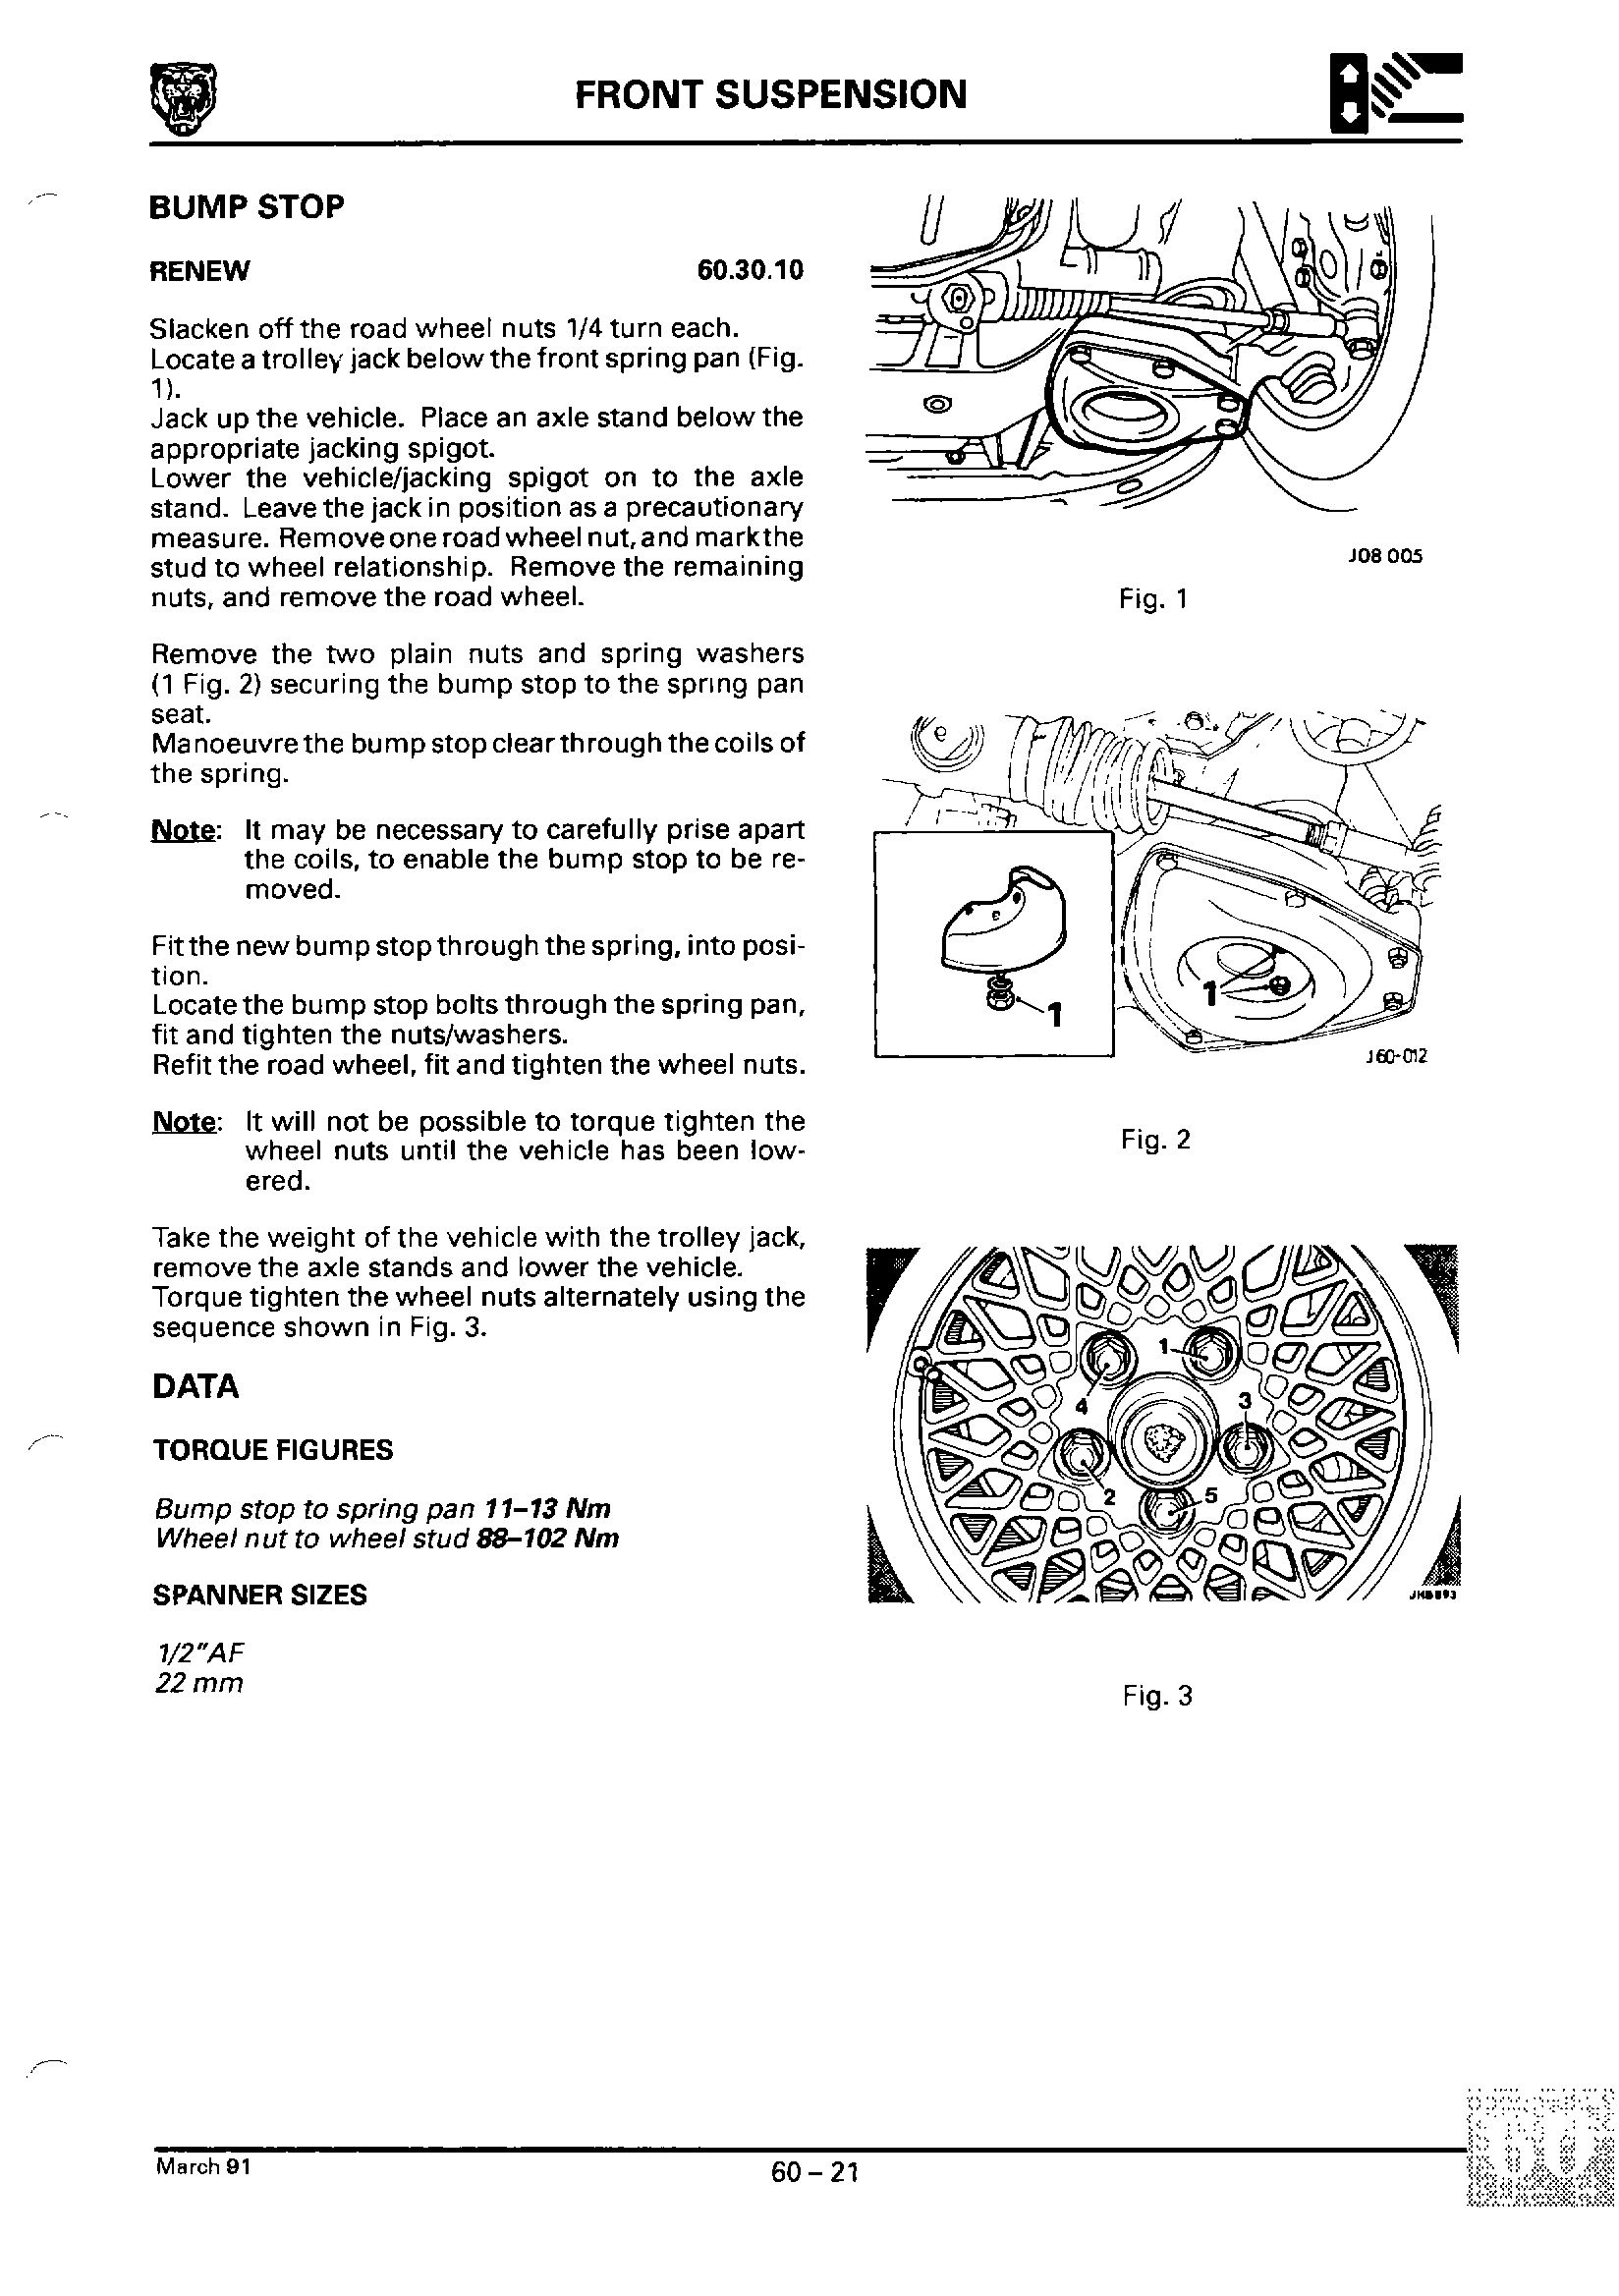 FRONT SUSPENSION
BUMP STOP
RENEW 60.30.10
Slacken off the road wheel nuts 1/4 turn each.
Locate a trolley jack below the front spring pan (Fig.
1).
Jack up the vehicle. Place an axle stand below the
appropriate jacking spigot.
Lower the vehicle/jacking spigot on to the axle
stand. Leave the jack in position as a precautionary
measure. Remove one road wheel nut, and mark the
stud to wheel relationship. Remove the remaining
nuts, and remove the road wheel.
Remove the two plain nuts and spring washers
(1 Fig. 2) securing the bump stop to the spring pan
seat.
Manoeuvre the bump stop clear through the coils of
the spring.
Note: It may be necessary to carefully prise apart
the coils, to enable the bump stop to be re-
moved.
Fit the new bump stop through the spring, into posi-
tion.
Locate the bump stop bolts through the spring pan,
fit and tighten the nuts/washers.
Refit the road wheel, fit and tighten the wheel nuts.
Note: It will not be possible to torque tighten the
wheel nuts until the vehicle has been low-
ered.
Take the weight of the vehicle with the trolley jack,
remove the axle stands and lower the vehicle.
Torque tighten the wheel nuts alternately using the
sequence shown in Fig. 3.
DATA
TORQUE FIGURES
Bump stop to spring pan 11–13 Nm
Wheel nut to wheel stud 88–102 Nm
SPANNER SIZES
1/2"AF
22 mm
J08 005
Fig. 1
1
1
J60-012
Fig. 2
1
4
3
2
5
Fig. 3
March 91
60 – 21
60